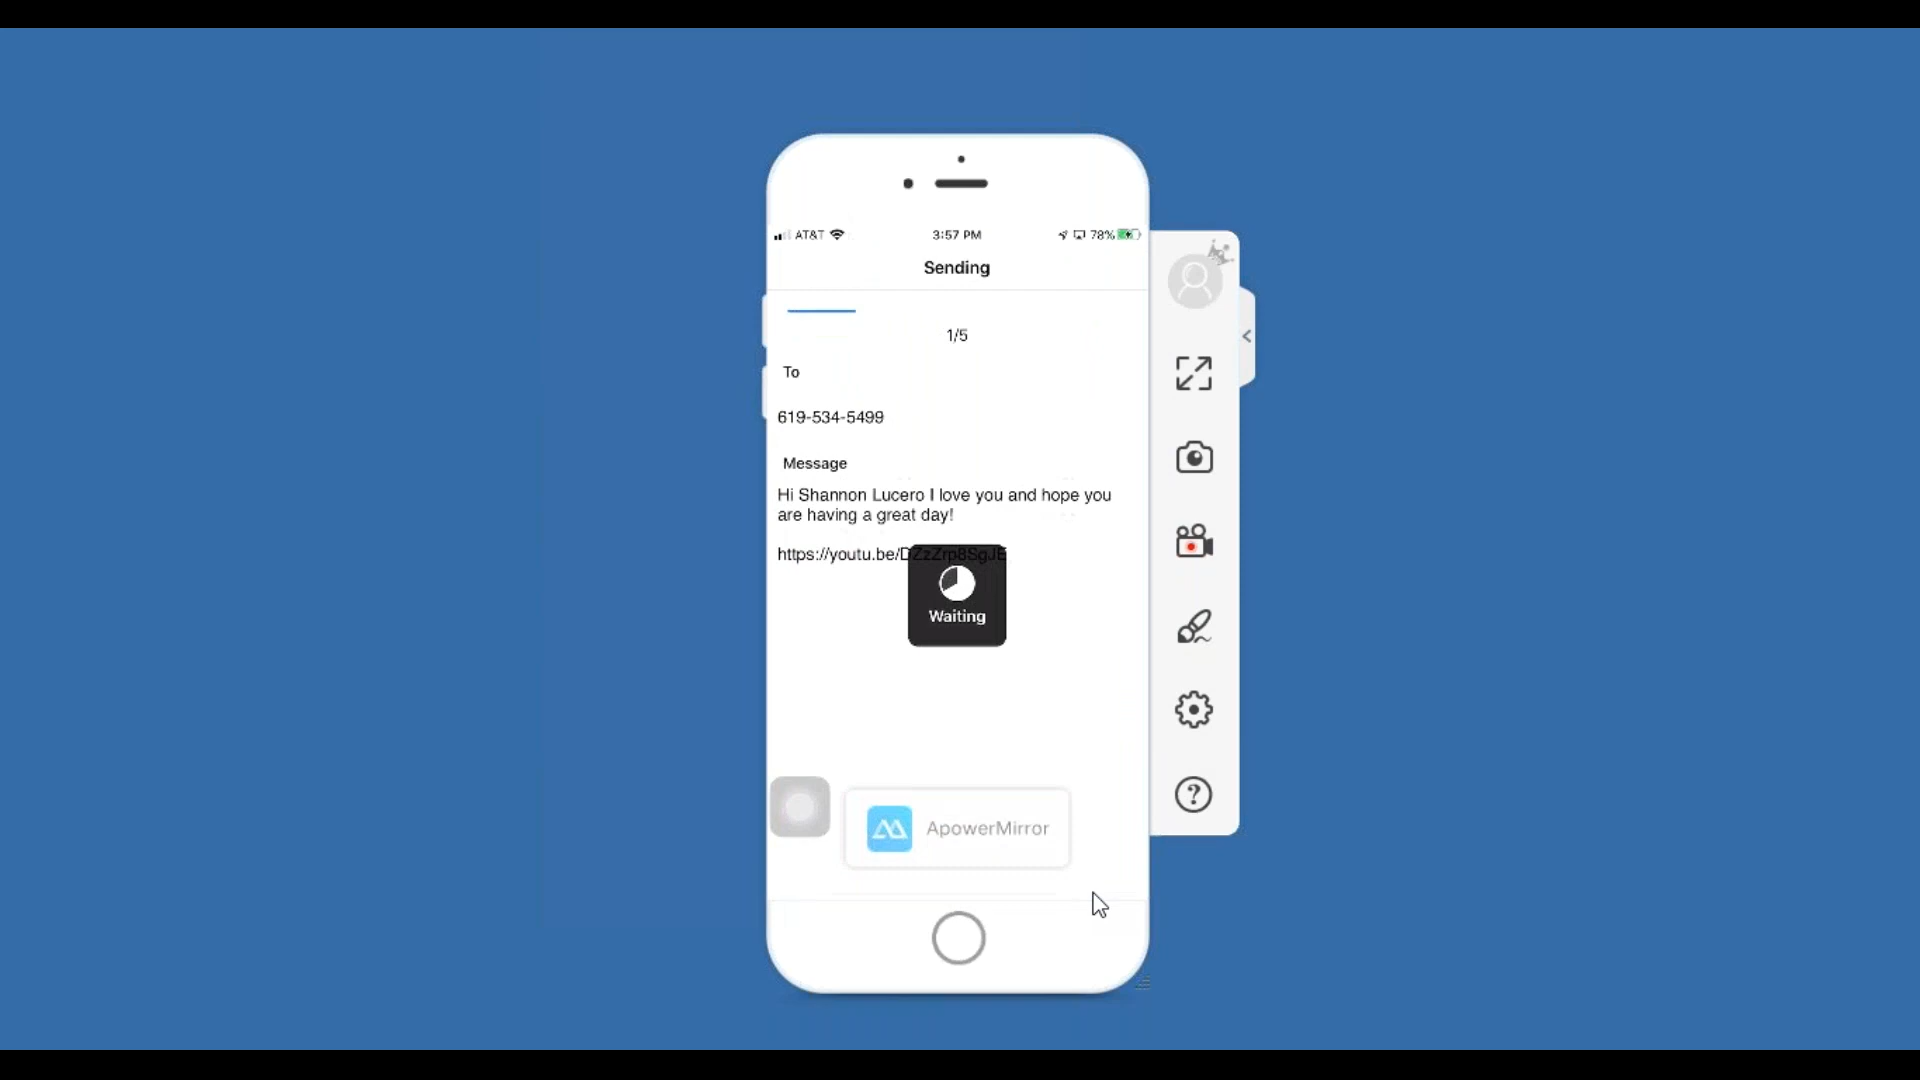 AT&T 3:57 PM 78%
Sending
1/5
To
619-534-5499
Message
Hi Shannon Lucero I love you and hope you
are having a great day!
https://youtu.be/DZzZrp8SgJE
Waiting
ApowerMirror